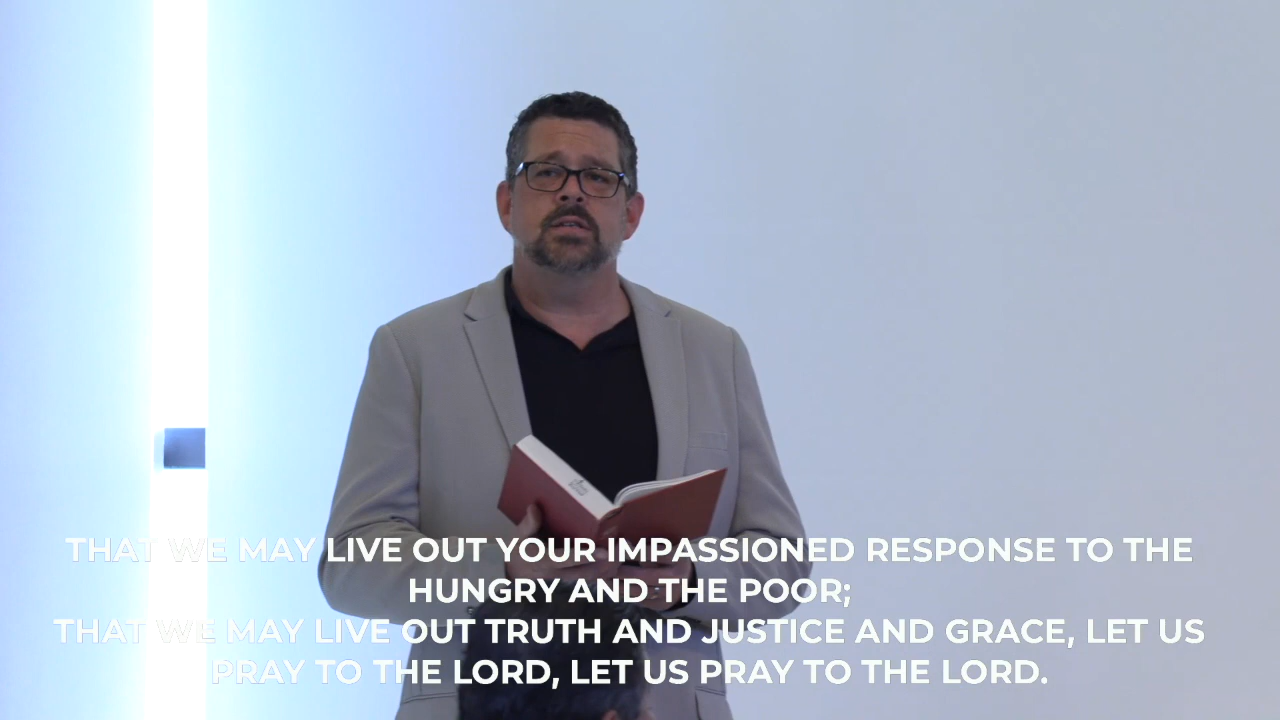 THAT WE MAY LIVE OUT YOUR IMPASSIONED RESPONSE TO THE
HUNGRY AND THE POOR;
THAT WE MAY LIVE OUT TRUTH AND JUSTICE AND GRACE, LET US
PRAY TO THE LORD, LET US PRAY TO THE LORD.